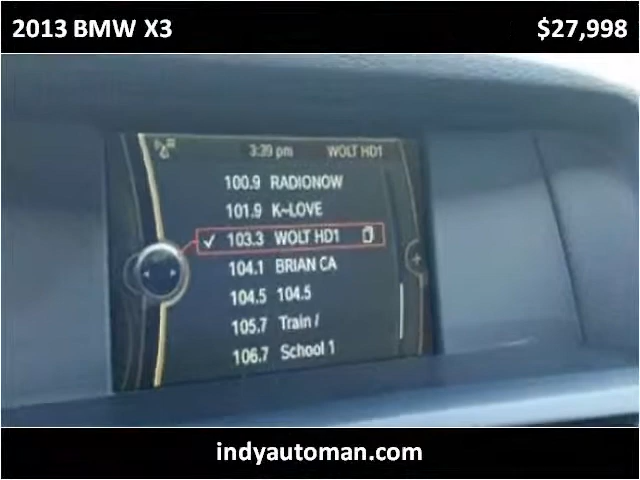 2013 BMW X3
$27,998
3:39 pm WOLT HD1
100.9 RADIONOW
101.9 K-LOVE
103.3 WOLT HD1
104.1 BRIAN CA
104.5 104.5
105.7 Train /
106.7 School 1
indyautoman.com